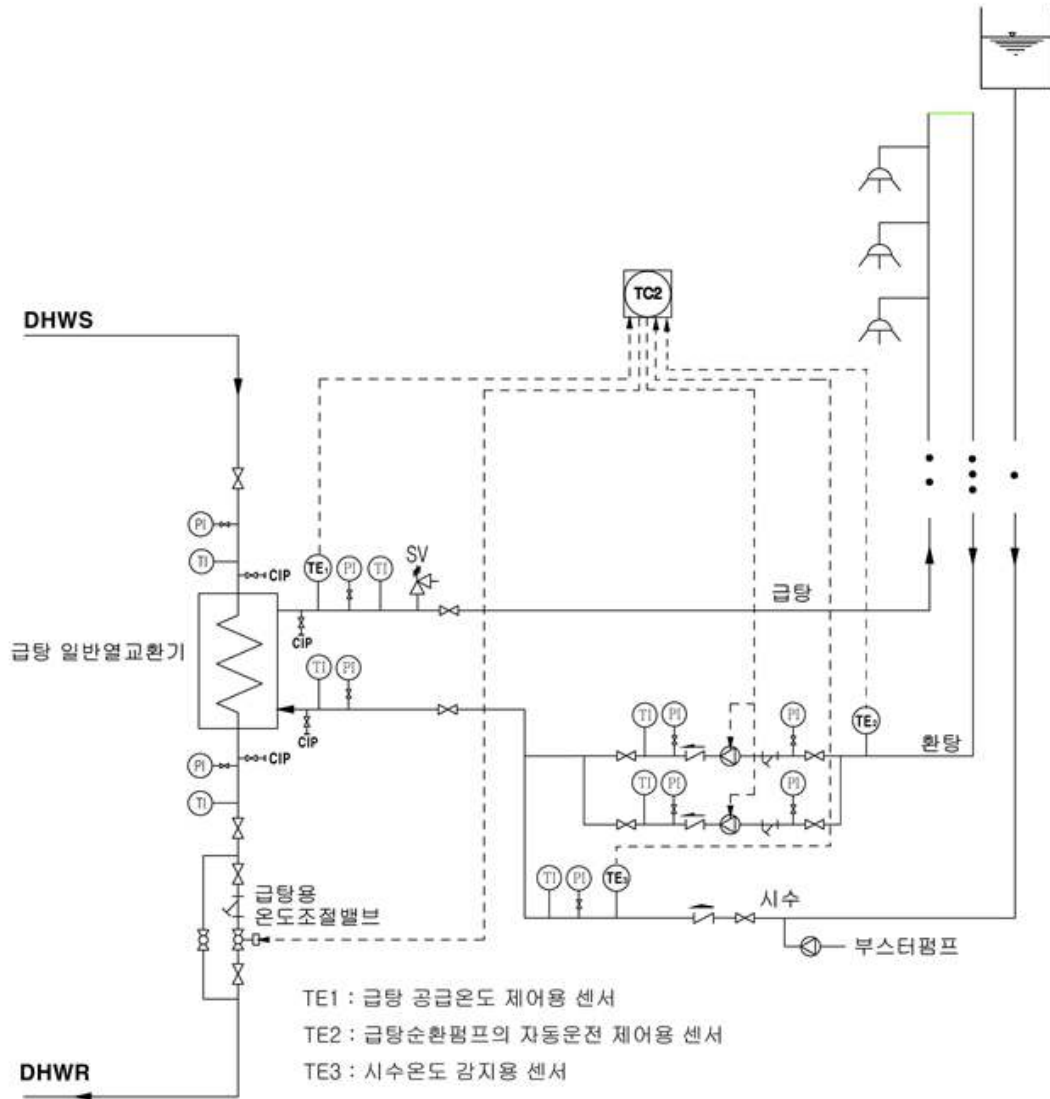 TC2
DHWS
PI
TI
CIP
TE₁
PI
TI
SV
급탕
CIP
급탕 일반열교환기
TI
PI
CIP
TI
PI
PI
TE₂
환탕
PI
CIP
TI
TI
PI
PI
TI
PI
TE₃
시수
급탕용
온도조절밸브
부스터펌프
TE1 : 급탕 공급온도 제어용 센서
TE2 : 급탕순환펌프의 자동운전 제어용 센서
TE3 : 시수온도 감지용 센서
DHWR